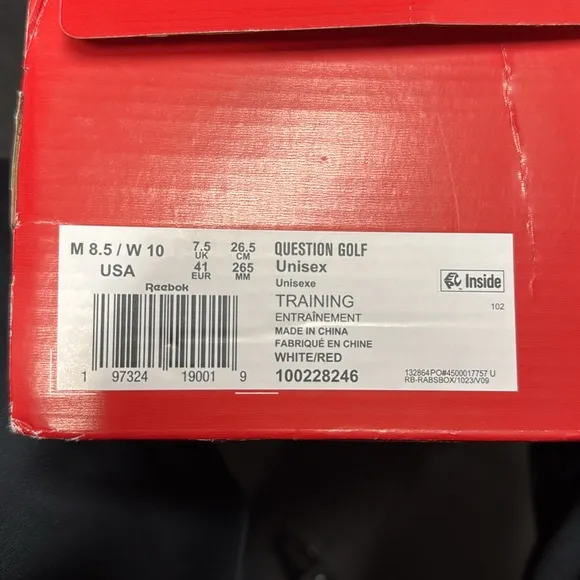 M 8.5 / W 10
USA
7.5
UK
41
EUR
26.5
CM
265
MM
Reebok
1 97324 19001 9
QUESTION GOLF
Unisex
Unisexe
TRAINING
ENTRAÎNEMENT
MADE IN CHINA
FABRIQUÉ EN CHINE
WHITE/RED
100228246
Inside
102
132864PO#4500017757 U
RB-RABSBOX/1023/V09